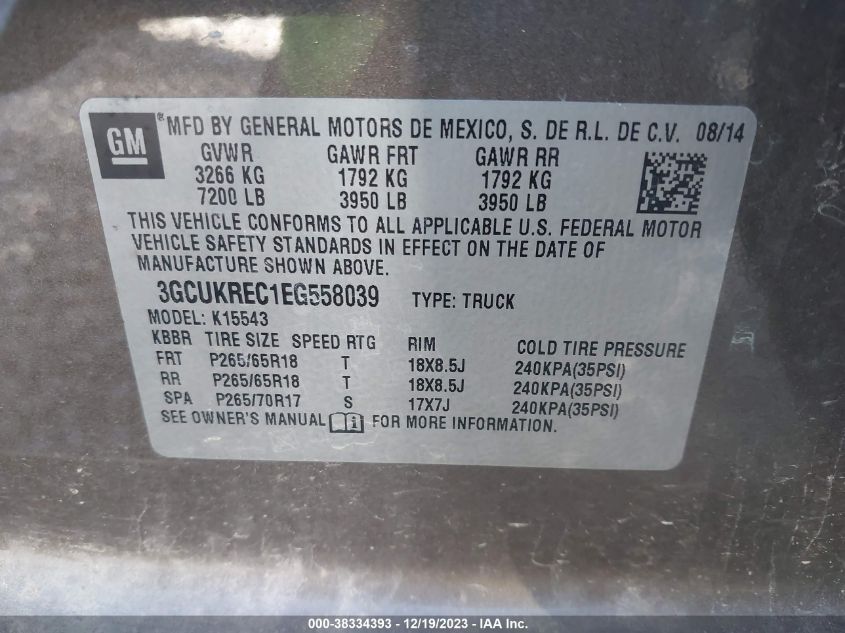 GM ® MFD BY GENERAL MOTORS DE MEXICO, S. DE R.L. DE C.V. 08/14
GVWR GAWR FRT GAWR RR
3266 KG 1792 KG 1792 KG
7200 LB 3950 LB 3950 LB
THIS VEHICLE CONFORMS TO ALL APPLICABLE U.S. FEDERAL MOTOR
VEHICLE SAFETY STANDARDS IN EFFECT ON THE DATE OF
MANUFACTURE SHOWN ABOVE.
3GCUKREC1EG558039 TYPE: TRUCK
MODEL: K15543
KBBR TIRE SIZE SPEED RTG RIM COLD TIRE PRESSURE
FRT P265/65R18 T 18X8.5J 240KPA(35PSI)
RR P265/65R18 T 18X8.5J 240KPA(35PSI)
SPA P265/70R17 S 17X7J 240KPA(35PSI)
SEE OWNER'S MANUAL i FOR MORE INFORMATION.
000-38334393 - 12/19/2023 - IAA Inc.